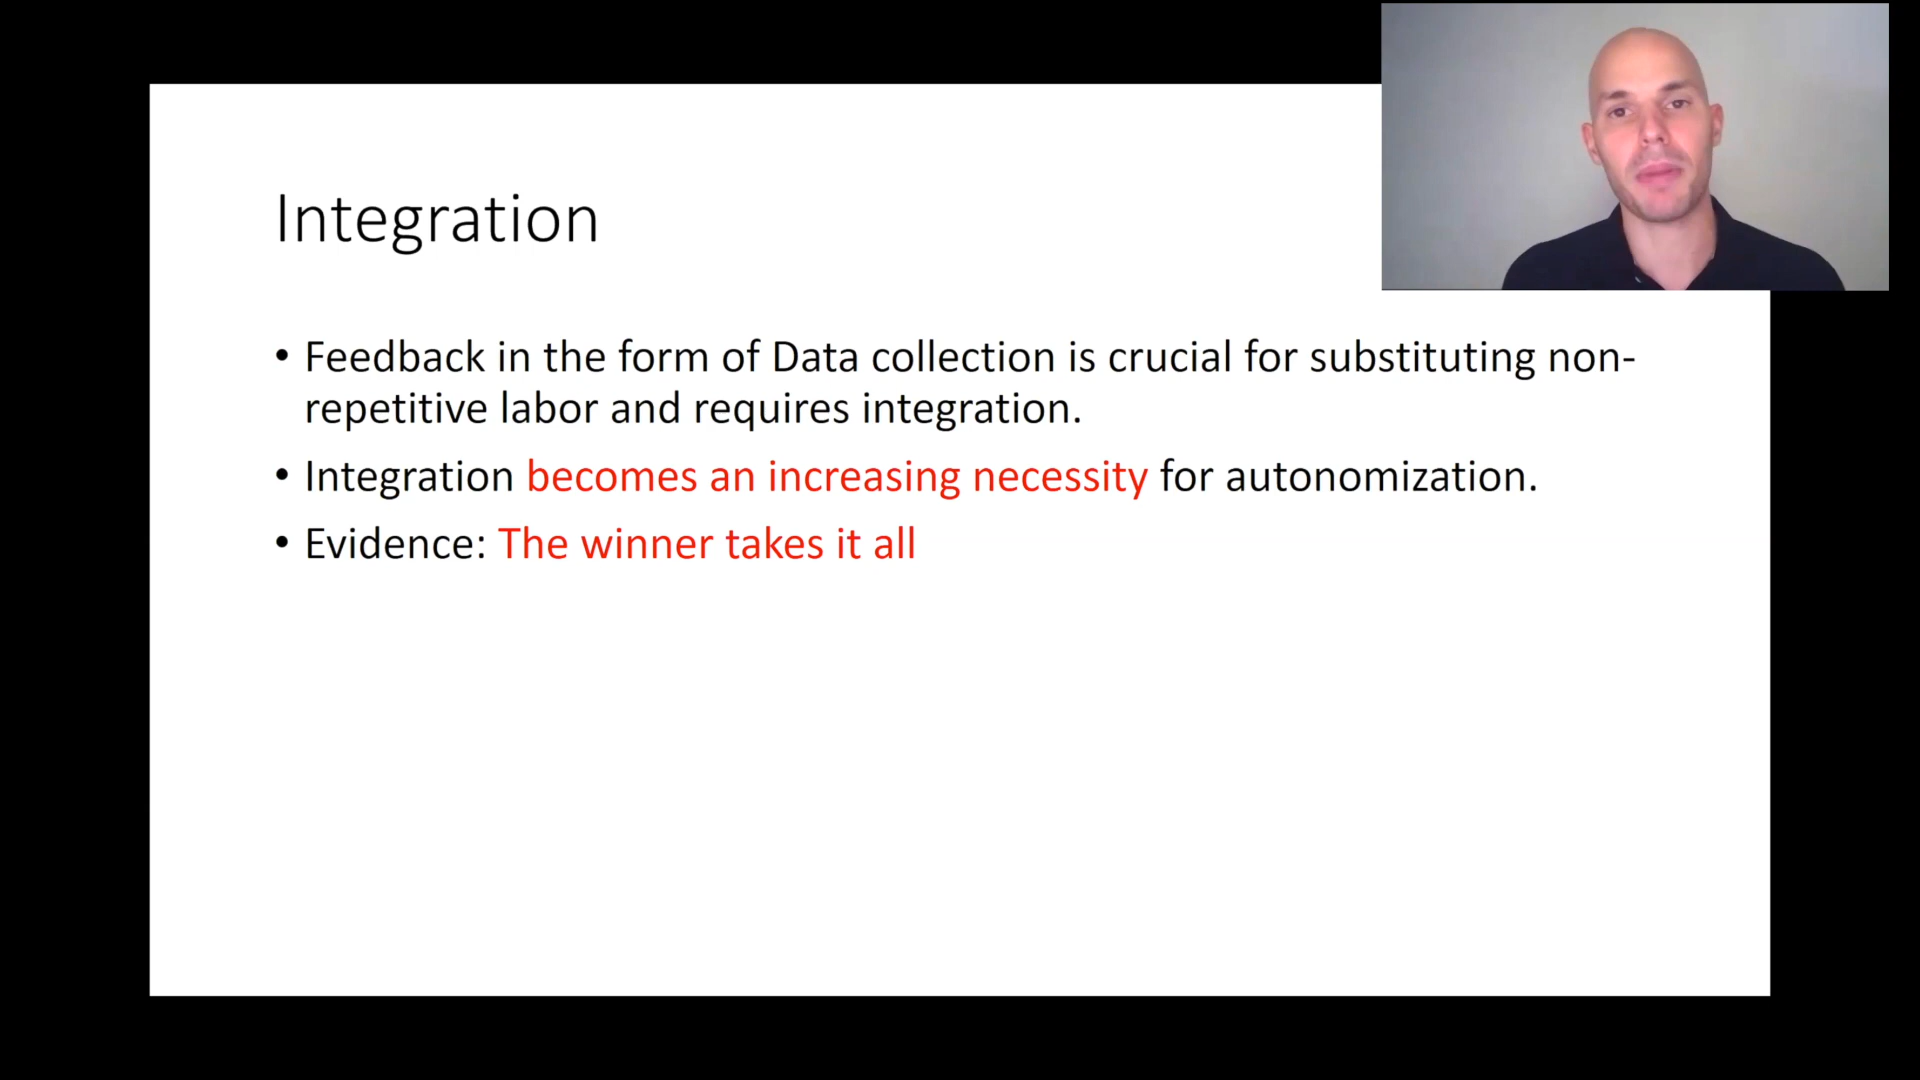 Integration
• Feedback in the form of Data collection is crucial for substituting non-
repetitive labor and requires integration.
• Integration becomes an increasing necessity for autonomization.
• Evidence: The winner takes it all